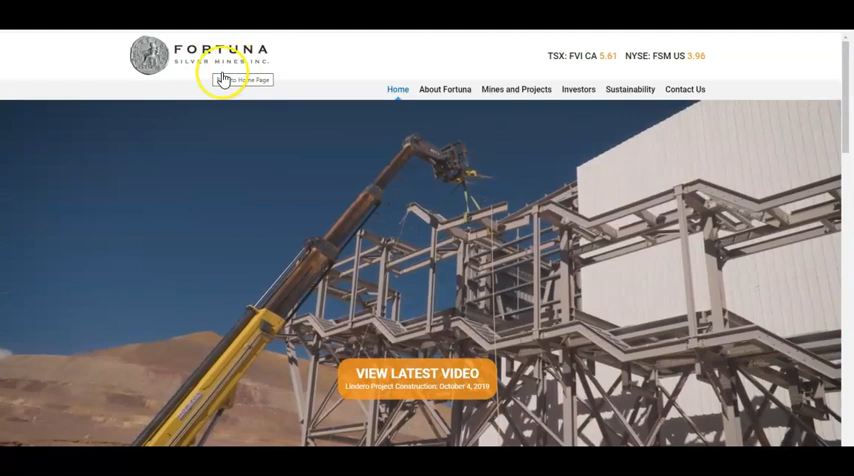 FORTUNA
SILVER MINES INC.
TSX: FVI CA 5.61 NYSE: FSM US 3.96
Home Page
Home About Fortuna Mines and Projects Investors Sustainability Contact Us
VIEW LATEST VIDEO
Lindero Project Construction: October 4, 2019